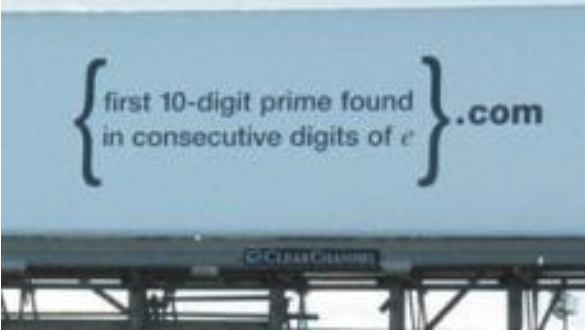 {first 10-digit prime found
in consecutive digits of e}.com
CLEARCHANNEL